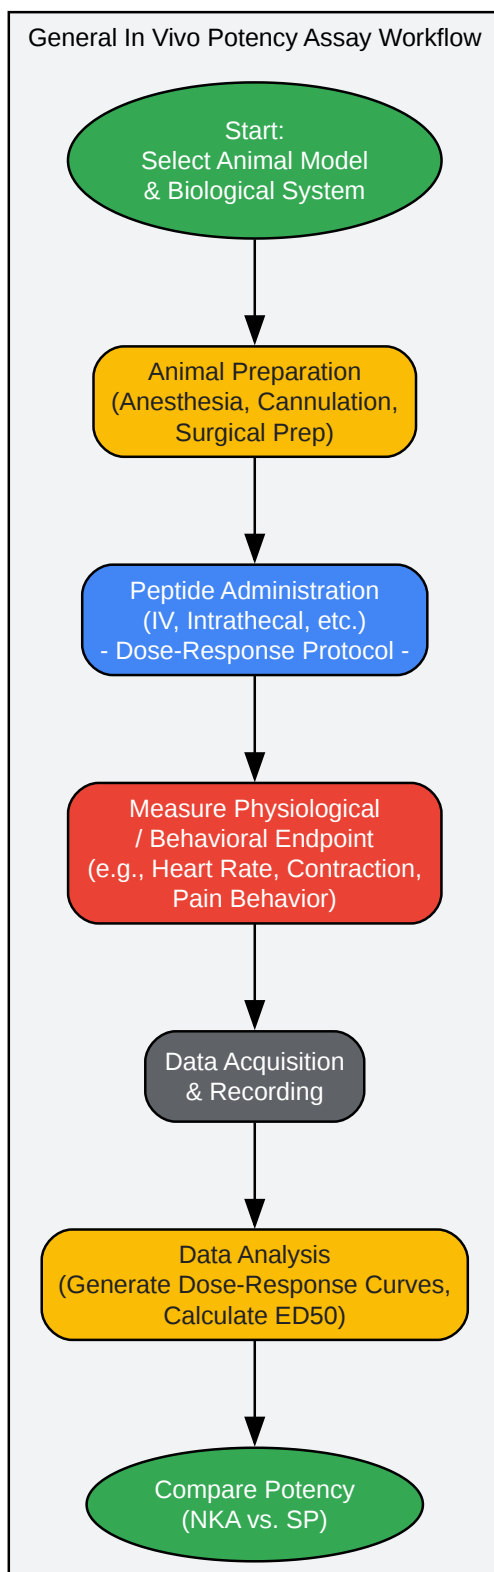 General In Vivo Potency Assay Workflow
Start:
Select Animal Model
& Biological System
Animal Preparation
(Anesthesia, Cannulation,
Surgical Prep)
Peptide Administration
(IV, Intrathecal, etc.)
- Dose-Response Protocol -
Measure Physiological
/ Behavioral Endpoint
(e.g., Heart Rate, Contraction,
Pain Behavior)
Data Acquisition
& Recording
Data Analysis
(Generate Dose-Response Curves,
Calculate ED50)
Compare Potency
(NKA vs. SP)